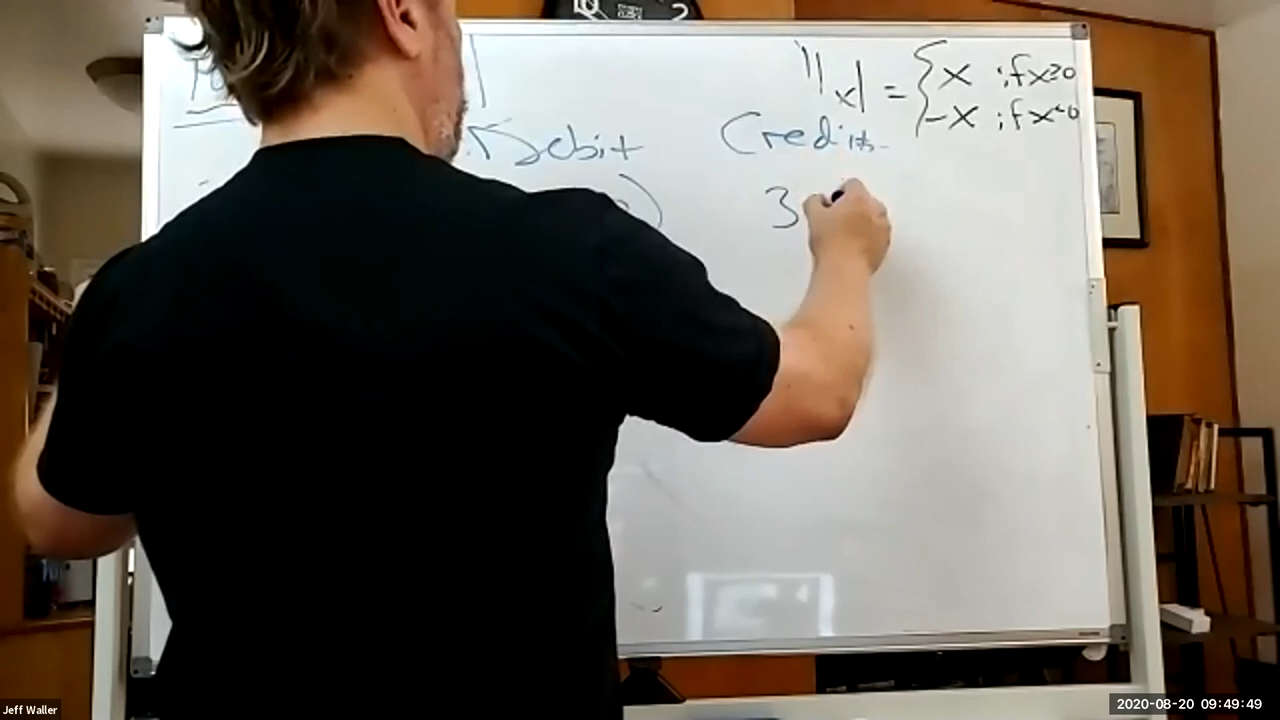 |x| = { x if x≥0
-x if x<0
Debit Credits
3
Jeff Waller
2020-08-20 09:49:49